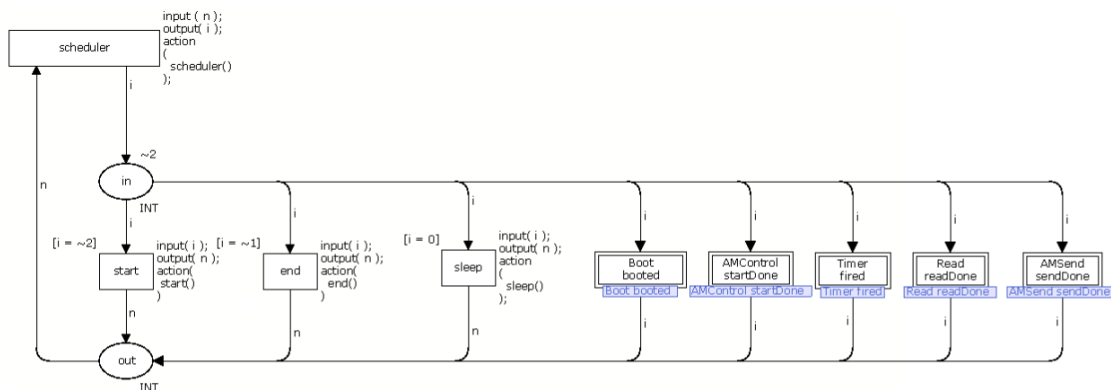 input ( n );
output( i );
action
(
scheduler()
);
scheduler
i
~2
in
INT
n
i
i
i
i
i
i
i
i
[i = ~2]
input( i );
output( n );
action(
start()
)
start
[i = ~1]
input( i );
output( n );
action(
end()
)
end
[i = 0]
input( i );
output( n );
action
(
sleep()
);
sleep
Boot
booted
Boot booted
AMControl
startDone
AMControl startDone
Timer
fired
Timer fired
Read
readDone
Read readDone
AMSend
sendDone
AMSend sendDone
n
n
n
i
i
i
i
i
out
INT